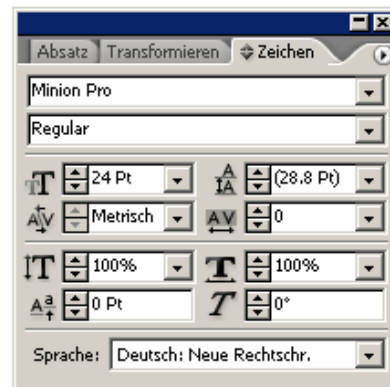 Absatz Transformieren Zeichen
Minion Pro
Regular
24 Pt (28.8 Pt)
Metrisch 0
100% 100%
0 Pt 0°
Sprache: Deutsch: Neue Rechtschr.